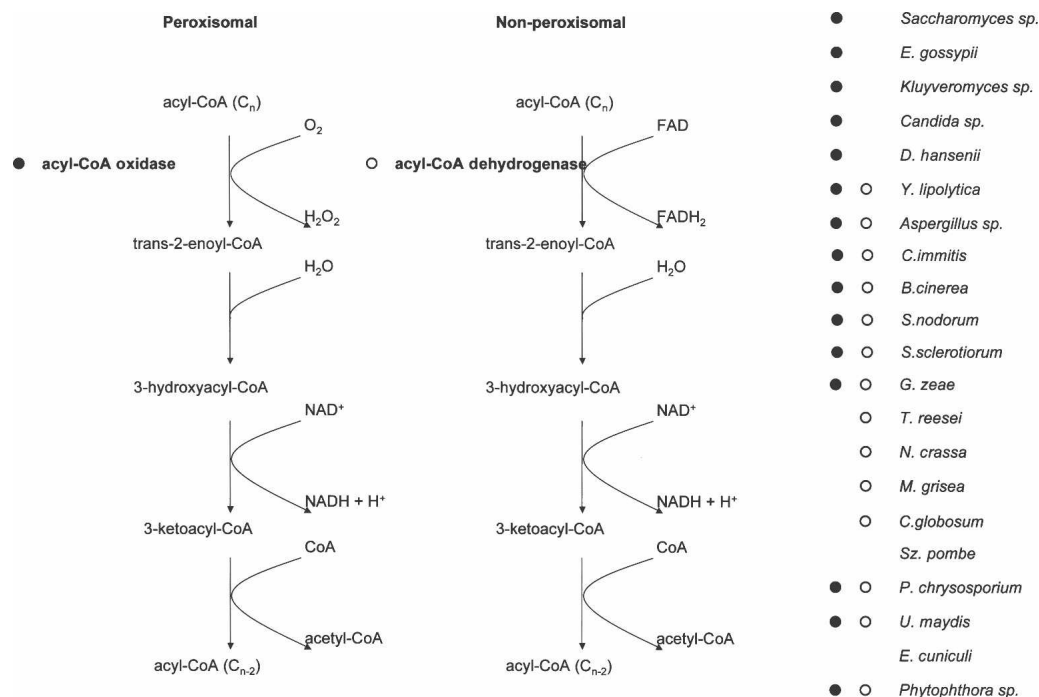 Peroxisomal
acyl-CoA (Cn)
O2
● acyl-CoA oxidase
H2O2
trans-2-enoyl-CoA
H2O
3-hydroxyacyl-CoA
NAD+
NADH + H+
3-ketoacyl-CoA
CoA
acetyl-CoA
acyl-CoA (Cn-2)
Non-peroxisomal
acyl-CoA (Cn)
FAD
○ acyl-CoA dehydrogenase
FADH2
trans-2-enoyl-CoA
H2O
3-hydroxyacyl-CoA
NAD+
NADH + H+
3-ketoacyl-CoA
CoA
acetyl-CoA
acyl-CoA (Cn-2)
● Saccharomyces sp.
● E. gossypii
● Kluyveromyces sp.
● Candida sp.
● D. hansenii
● ○ Y. lipolytica
● ○ Aspergillus sp.
● ○ C.immitis
● ○ B.cinerea
● ○ S.nodorum
● ○ S.sclerotiorum
● ○ G. zeae
○ T. reesei
○ N. crassa
○ M. grisea
○ C.globosum
Sz. pombe
● ○ P. chrysosporium
● ○ U. maydis
E. cuniculi
● ○ Phytophthora sp.